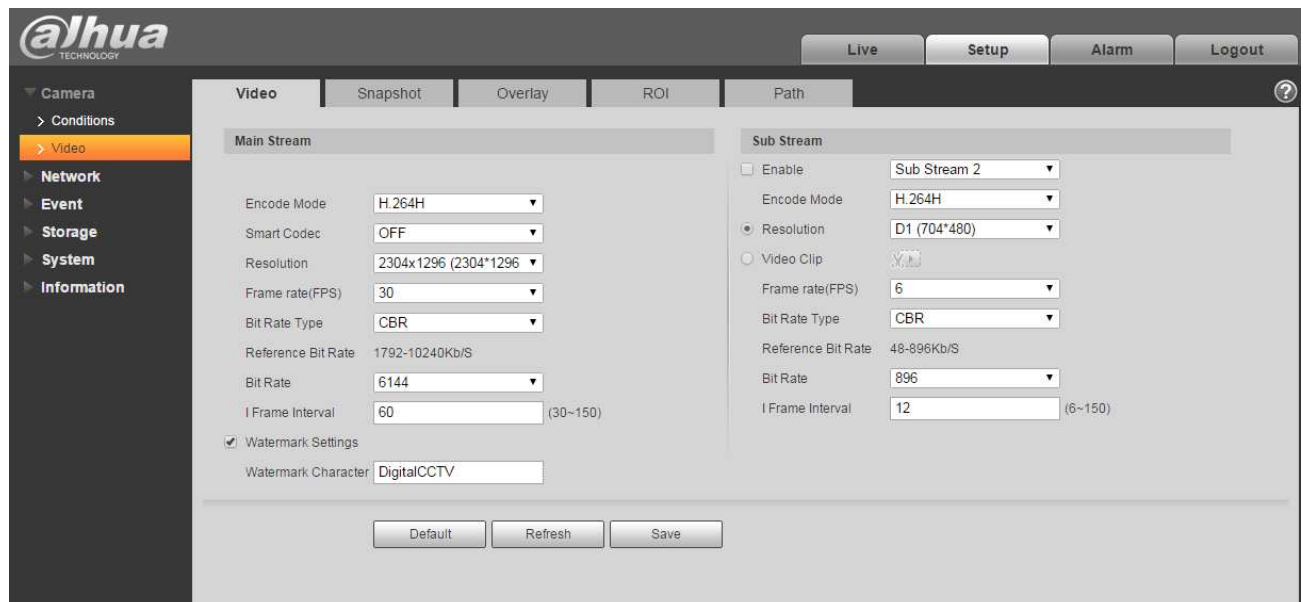 alhua
TECHNOLOGY
Live Setup Alarm Logout
Camera
Conditions
Video
Network
Event
Storage
System
Information
Video Snapshot Overlay ROI Path
?
Main Stream
Encode Mode H.264H
Smart Codec OFF
Resolution 2304x1296 (2304*1296
Frame rate(FPS) 30
Bit Rate Type CBR
Reference Bit Rate 1792-10240Kb/S
Bit Rate 6144
I Frame Interval 60 (30~150)
Watermark Settings
Watermark Character DigitalCCTV
Sub Stream
Enable Sub Stream 2
Encode Mode H.264H
Resolution D1 (704*480)
Video Clip
Frame rate(FPS) 6
Bit Rate Type CBR
Reference Bit Rate 48-896Kb/S
Bit Rate 896
I Frame Interval 12 (6~150)
Default Refresh Save